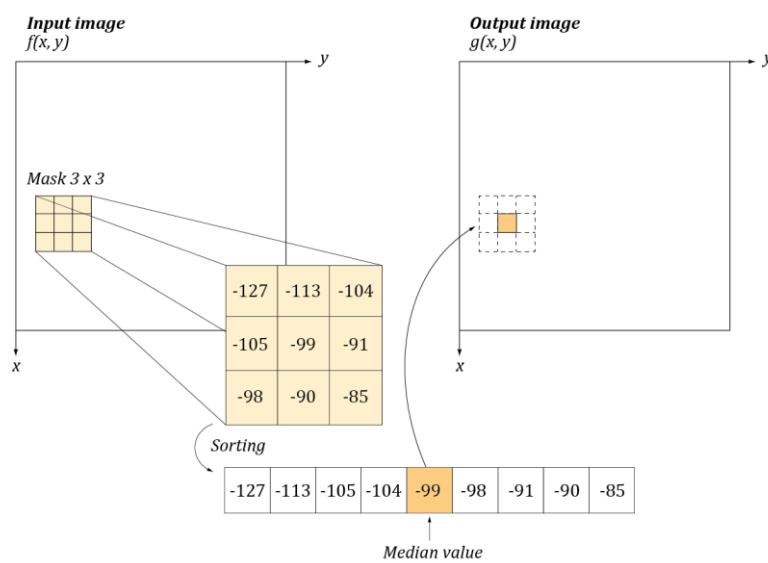 Input image
f(x, y)
y
Output image
g(x, y)
y
Mask 3 x 3
-127 -113 -104
-105 -99 -91
-98 -90 -85
x
x
Sorting
-127 -113 -105 -104 -99 -98 -91 -90 -85
Median value